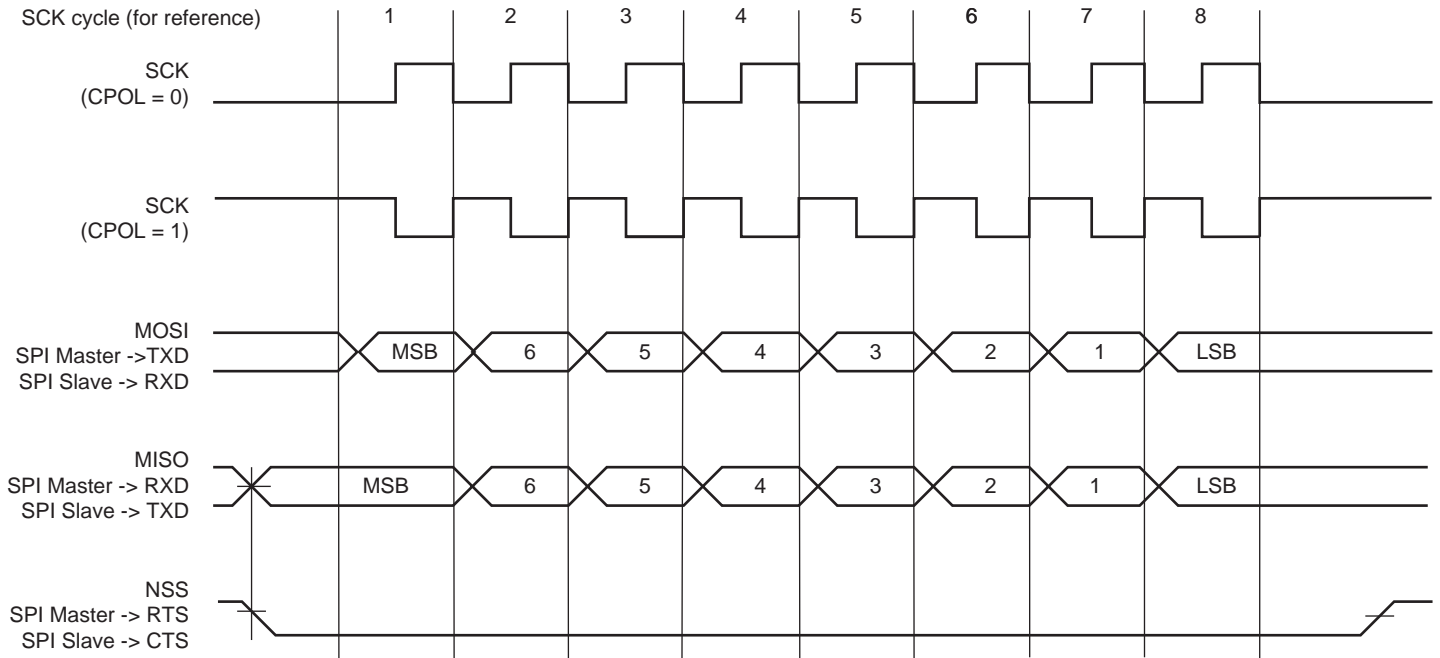 SCK cycle (for reference) 1 2 3 4 5 6 7 8
SCK
(CPOL = 0)
SCK
(CPOL = 1)
MOSI
SPI Master ->TXD
SPI Slave -> RXD
MSB 6 5 4 3 2 1 LSB
MISO
SPI Master -> RXD
SPI Slave -> TXD
MSB 6 5 4 3 2 1 LSB
NSS
SPI Master -> RTS
SPI Slave -> CTS